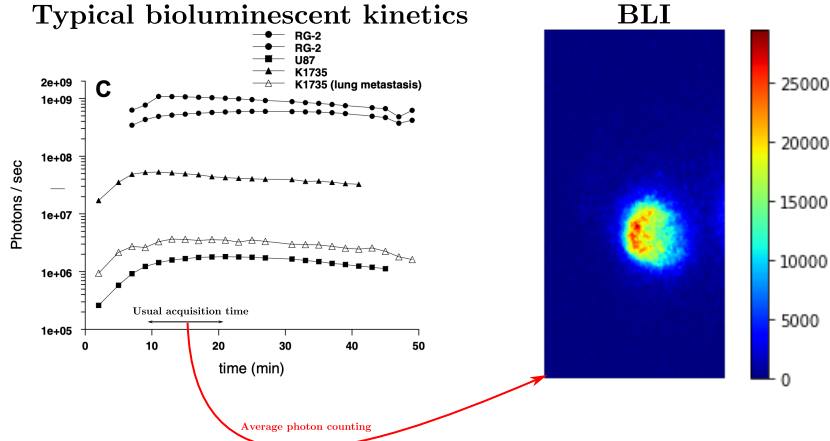 Typical bioluminescent kinetics
BLI
RG-2
RG-2
U87
K1735
K1735 (lung metastasis)
C
2e+09
1e+09
1e+08
1e+07
1e+06
1e+05
Photons / sec
Usual acquisition time
0
10
20
30
40
50
time (min)
Average photon counting
25000
20000
15000
10000
5000
0